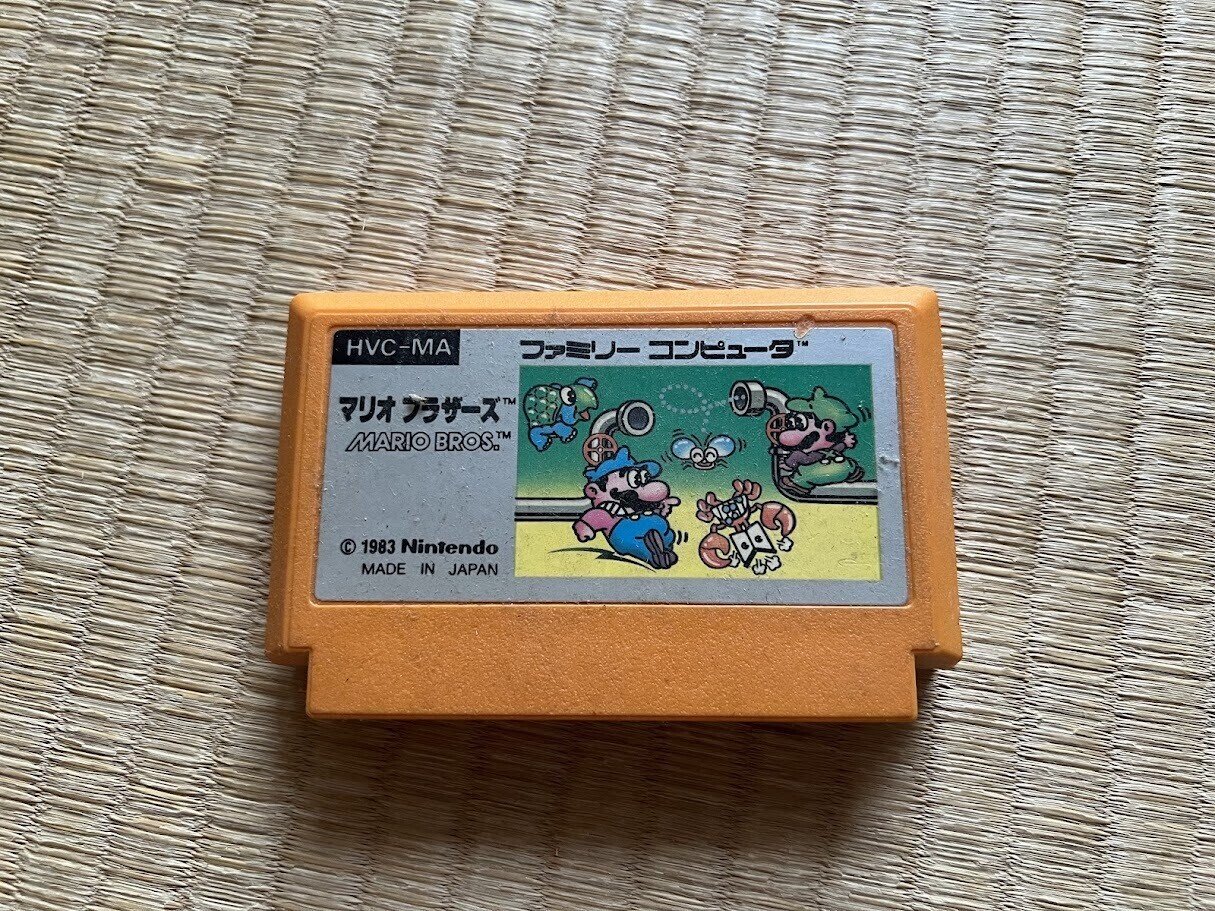 HVC-MA
ファミリー コンピュータ™
マリオ ブラザーズ™
MARIO BROS.™
© 1983 Nintendo
MADE IN JAPAN